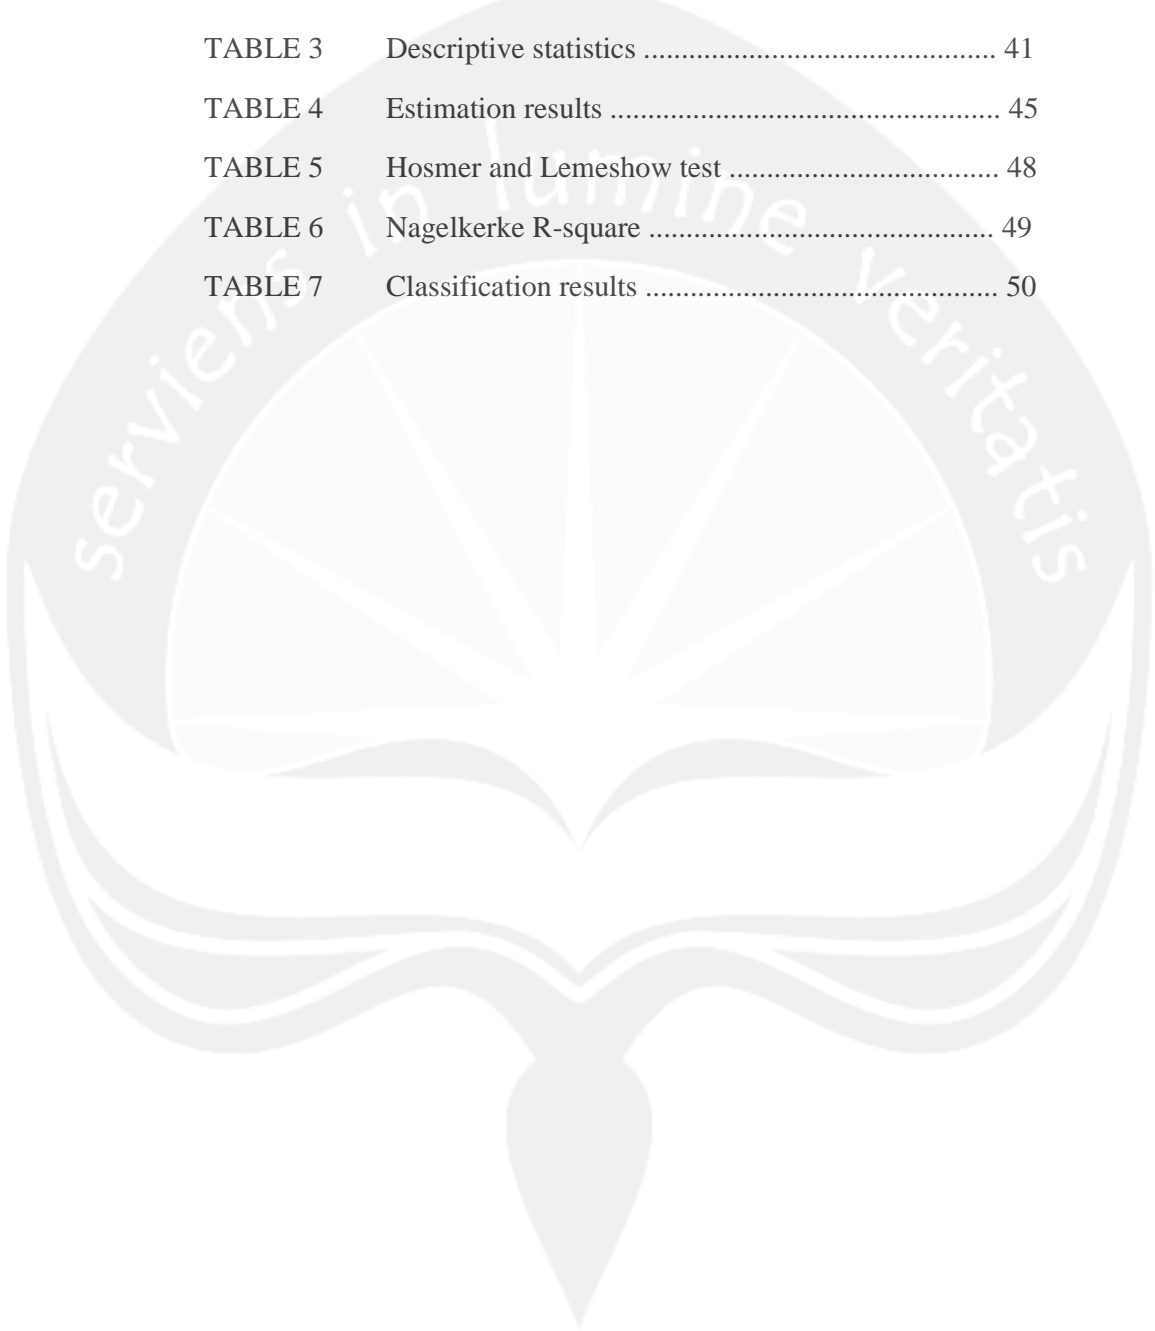 TABLE 3 Descriptive statistics ............................................... 41
TABLE 4 Estimation results .................................................... 45
TABLE 5 Hosmer and Lemeshow test .................................... 48
TABLE 6 Nagelkerke R-square .............................................. 49
TABLE 7 Classification results ............................................... 50
serviens in lumine veritatis